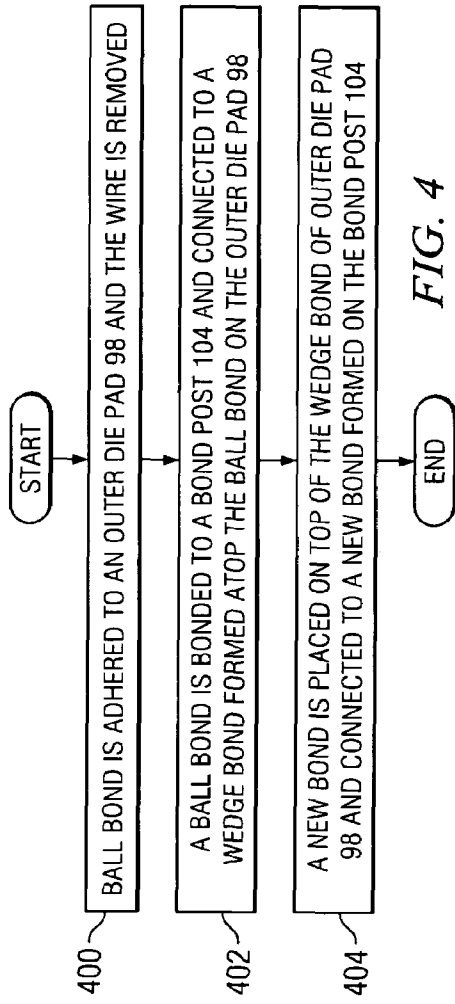 START
400
BALL BOND IS ADHERED TO AN OUTER DIE PAD 98 AND THE WIRE IS REMOVED
402
A BALL BOND IS BONDED TO A BOND POST 104 AND CONNECTED TO A
WEDGE BOND FORMED ATOP THE BALL BOND ON THE OUTER DIE PAD 98
404
A NEW BOND IS PLACED ON TOP OF THE WEDGE BOND OF OUTER DIE PAD
98 AND CONNECTED TO A NEW BOND FORMED ON THE BOND POST 104
END
FIG. 4